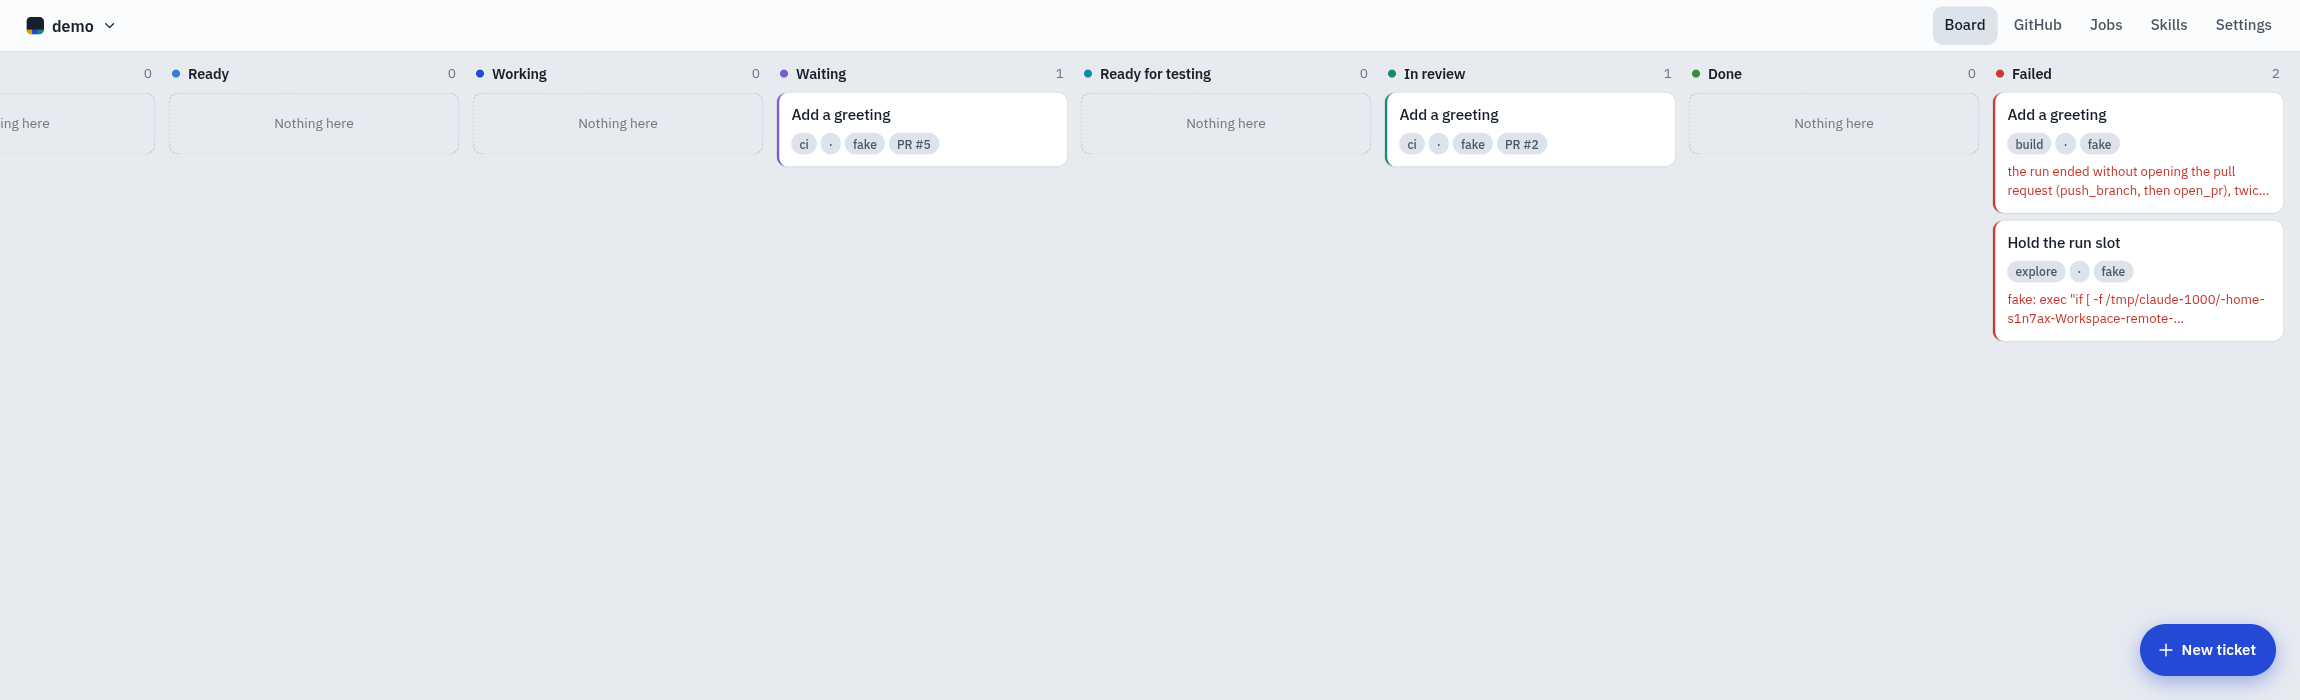 demo
Board GitHub Jobs Skills Settings
0
ing here
Ready 0
Nothing here
Working 0
Nothing here
Waiting 1
Add a greeting
ci · fake PR #5
Ready for testing 0
Nothing here
In review 1
Add a greeting
ci · fake PR #2
Done 0
Nothing here
Failed 2
Add a greeting
build · fake
the run ended without opening the pull
request (push_branch, then open_pr), twic…
Hold the run slot
explore · fake
fake: exec "if [ -f /tmp/claude-1000/-home-
s1n7ax-Workspace-remote-…
New ticket